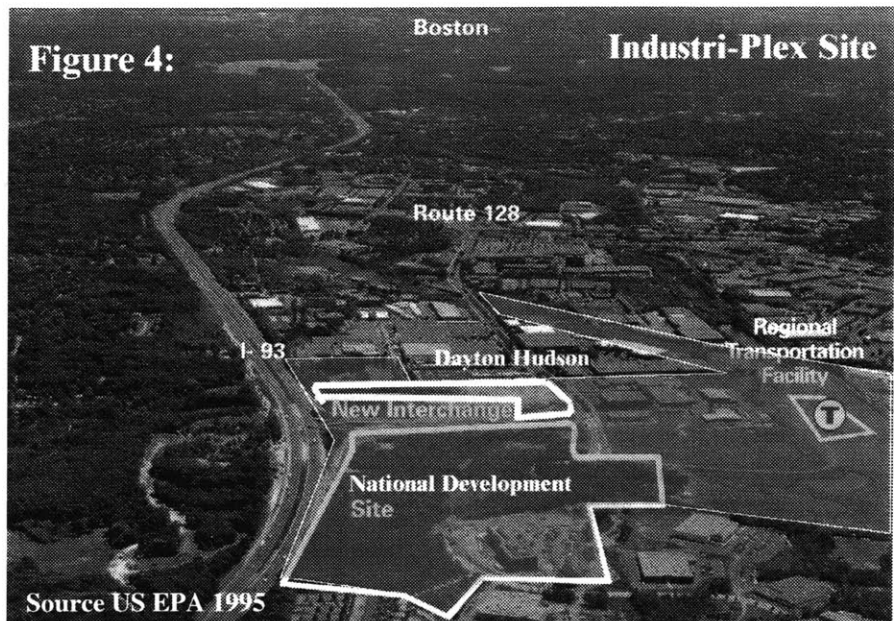 Boston
Figure 4:
Industri-Plex Site
Route 128
I- 93
Dayton Hudson
Regional
Transportation
Facility
T
New Interchange
National Development
Site
Source US EPA 1995